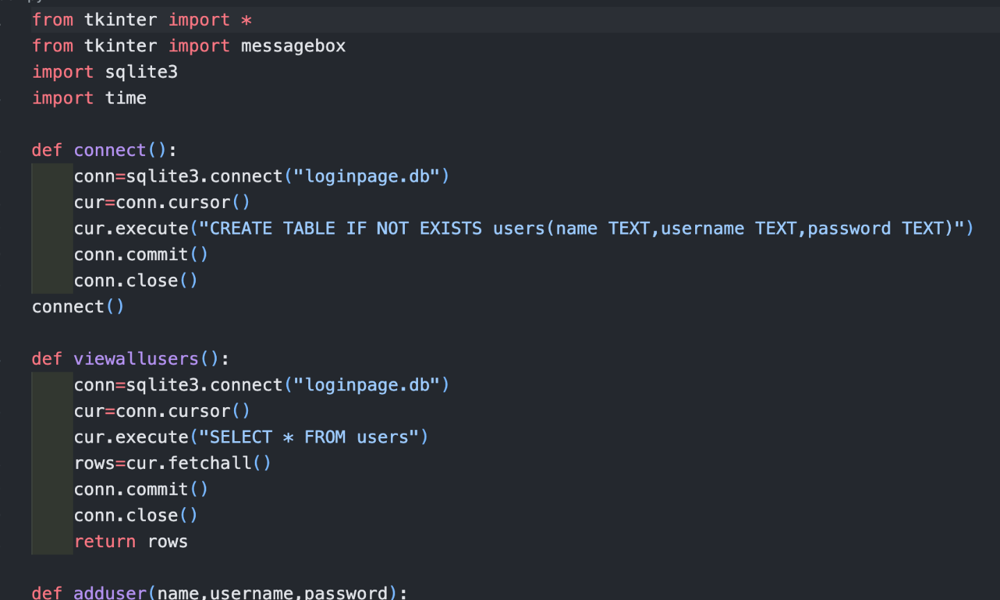 from tkinter import *
from tkinter import messagebox
import sqlite3
import time
def connect():
conn=sqlite3.connect("loginpage.db")
cur=conn.cursor()
cur.execute("CREATE TABLE IF NOT EXISTS users(name TEXT,username TEXT,password TEXT)")
conn.commit()
conn.close()
connect()
def viewallusers():
conn=sqlite3.connect("loginpage.db")
cur=conn.cursor()
cur.execute("SELECT * FROM users")
rows=cur.fetchall()
conn.commit()
conn.close()
return rows
def adduser(name,username,password):